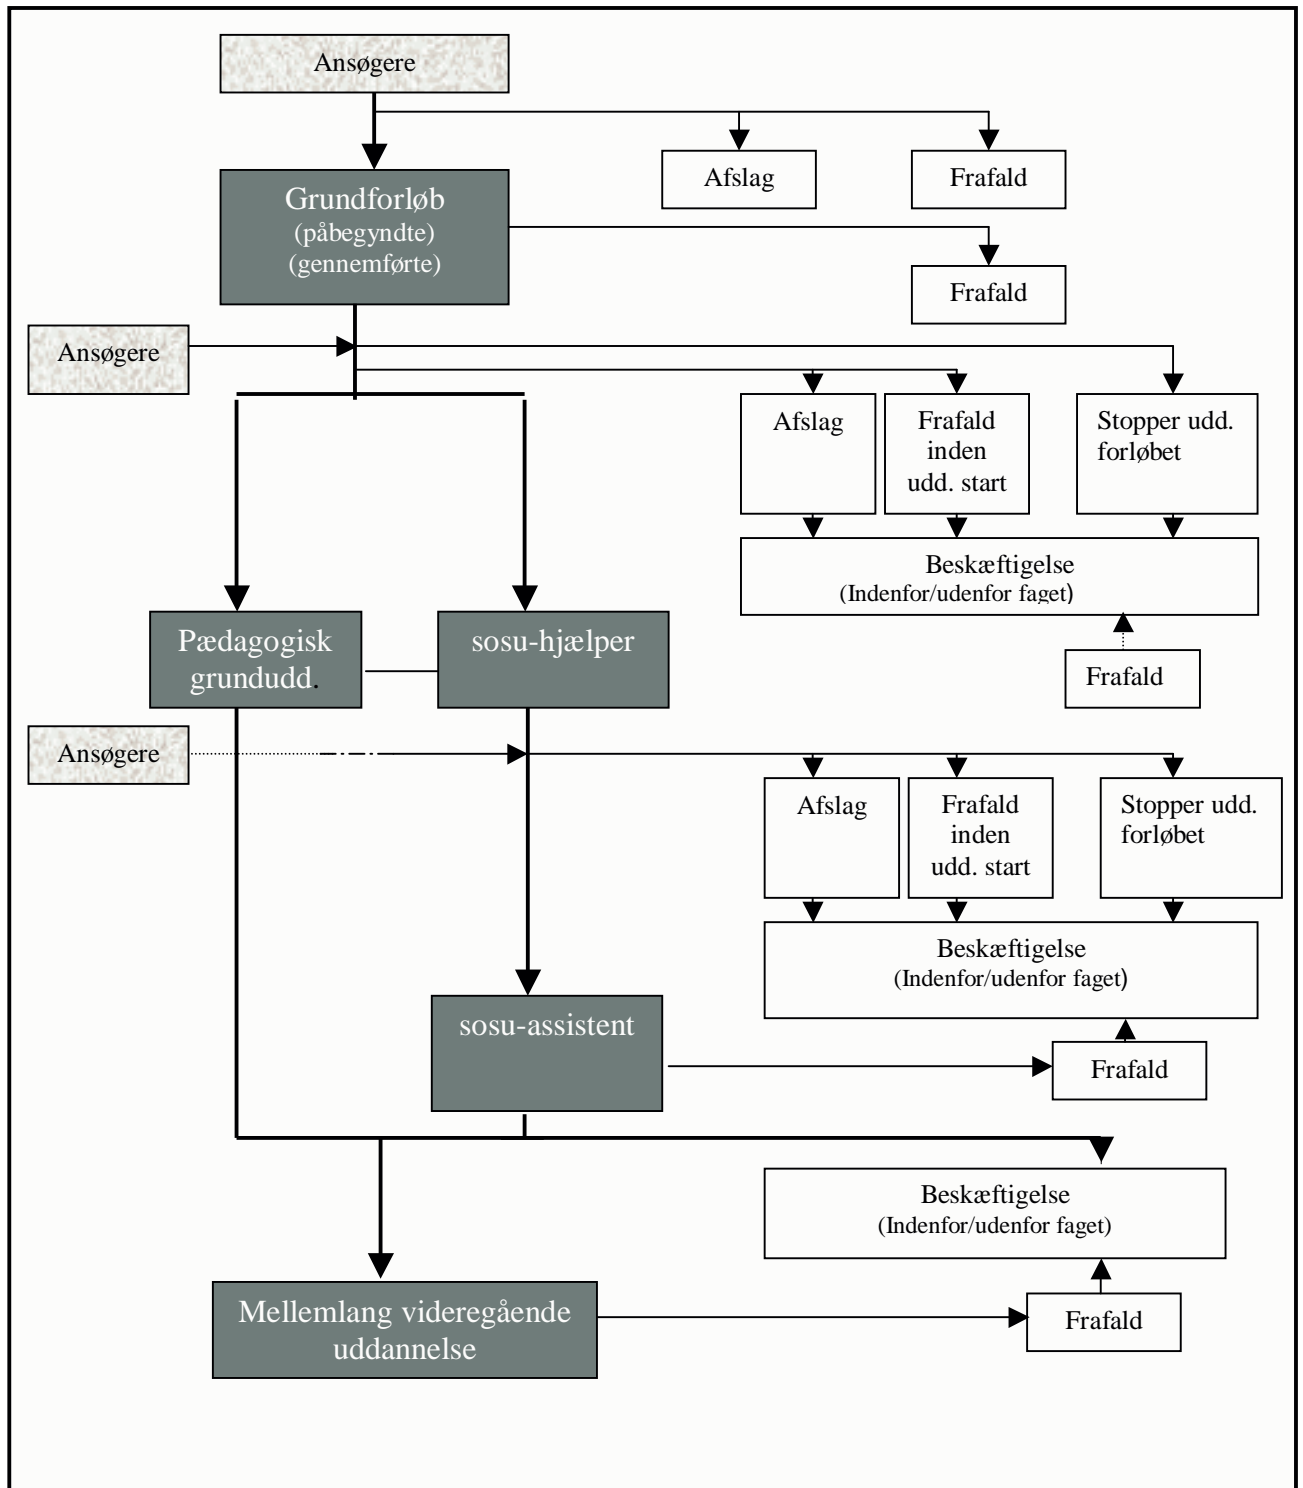 Ansøgere
Afslag
Frafald
Grundforløb
(påbegyndte)
(gennemførte)
Frafald
Ansøgere
Afslag
Frafald
inden
udd. start
Stopper udd.
forløbet
Beskæftigelse
(Indenfor/udenfor faget)
Pædagogisk
grundudd.
sosu-hjælper
Frafald
Ansøgere
Afslag
Frafald
inden
udd. start
Stopper udd.
forløbet
Beskæftigelse
(Indenfor/udenfor faget)
sosu-assistent
Frafald
Beskæftigelse
(Indenfor/udenfor faget)
Mellemlang videregående
uddannelse
Frafald